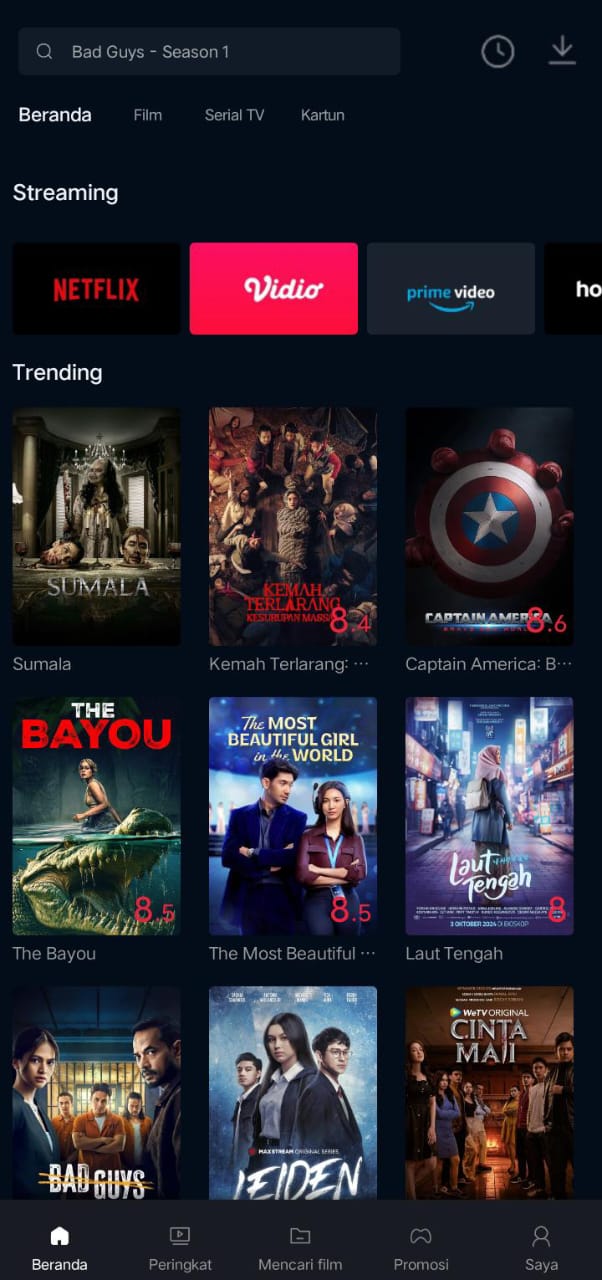 Bad Guys - Season 1
Beranda
Film
Serial TV
Kartun
Streaming
NETFLIX
Vidio
prime video
ho
Trending
SUMALA
KEMAH
TERLARANG
KESURUPAN MASSA
8.4
CAPTAIN AMERICA
8.6
Sumala
Kemah Terlarang: ···
Captain America: B···
THE
BAYOU
8.5
The MOST
BEAUTIFUL GIRL
in the WORLD
8.5
Laut
Tengah
3 OKTOBER 2024 DI BIOSKOP
8
The Bayou
The Most Beautiful ···
Laut Tengah
BAD GUYS
MAXSTREAM ORIGINAL SERIES
LEIDEN
WeTV ORIGINAL
CINTA
MATI
Beranda
Peringkat
Mencari film
Promosi
Saya